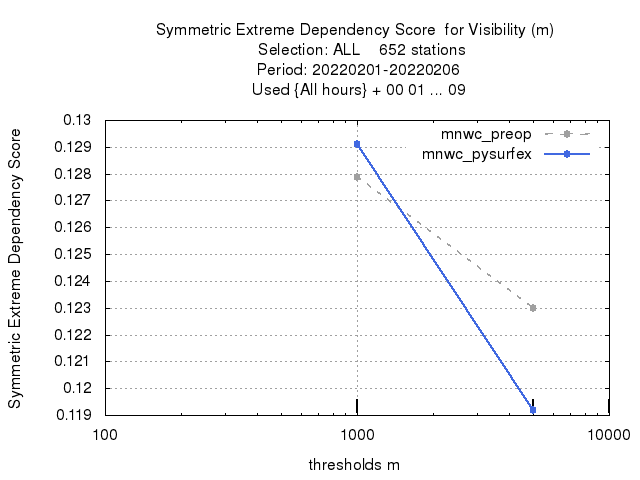 Symmetric Extreme Dependency Score  for Visibility (m)
Selection: ALL    652 stations
Period: 20220201-20220206
Used {All hours} + 00 01 ... 09
Symmetric Extreme Dependency Score
0.13
0.129
0.128
0.127
0.126
0.125
0.124
0.123
0.122
0.121
0.12
0.119
mnwc_preop
mnwc_pysurfex
100 1000 10000
thresholds m